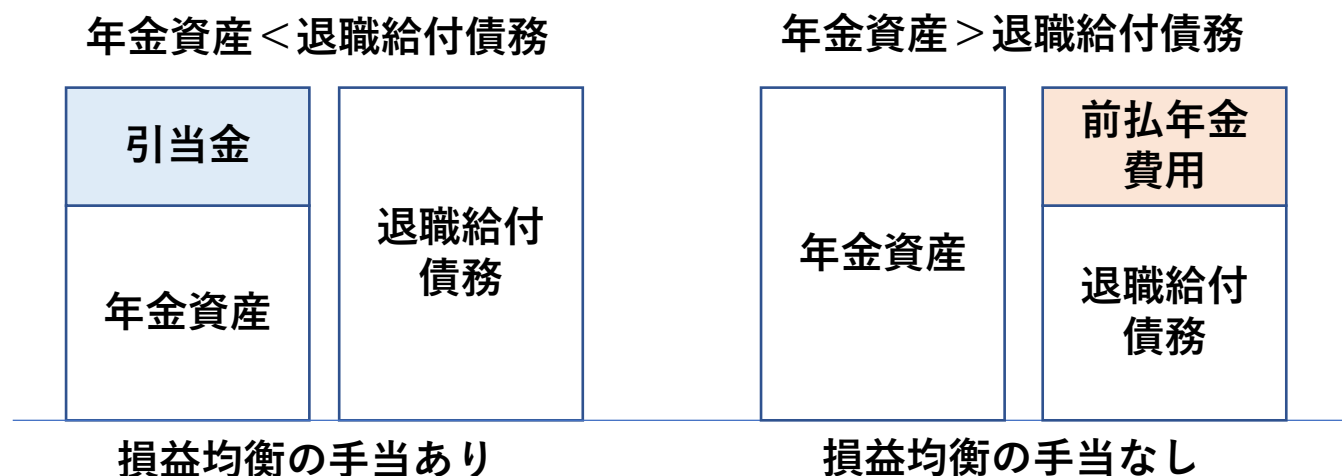 年金資産＜退職給付債務
引当金
年金資産
退職給付
債務
損益均衡の手当あり
年金資産＞退職給付債務
年金資産
前払年金
費用
退職給付
債務
損益均衡の手当なし